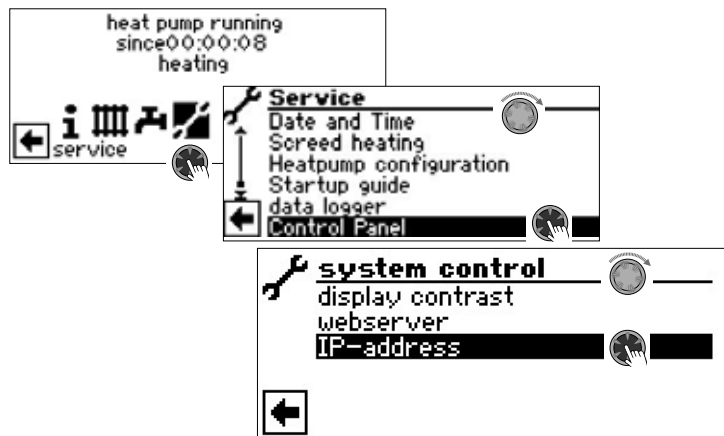 heat pump running
since00:00:08
heating
service
Service
Date and Time
Screed heating
Heatpump configuration
Startup guide
data logger
Control Panel
system control
display contrast
webserver
IP-address